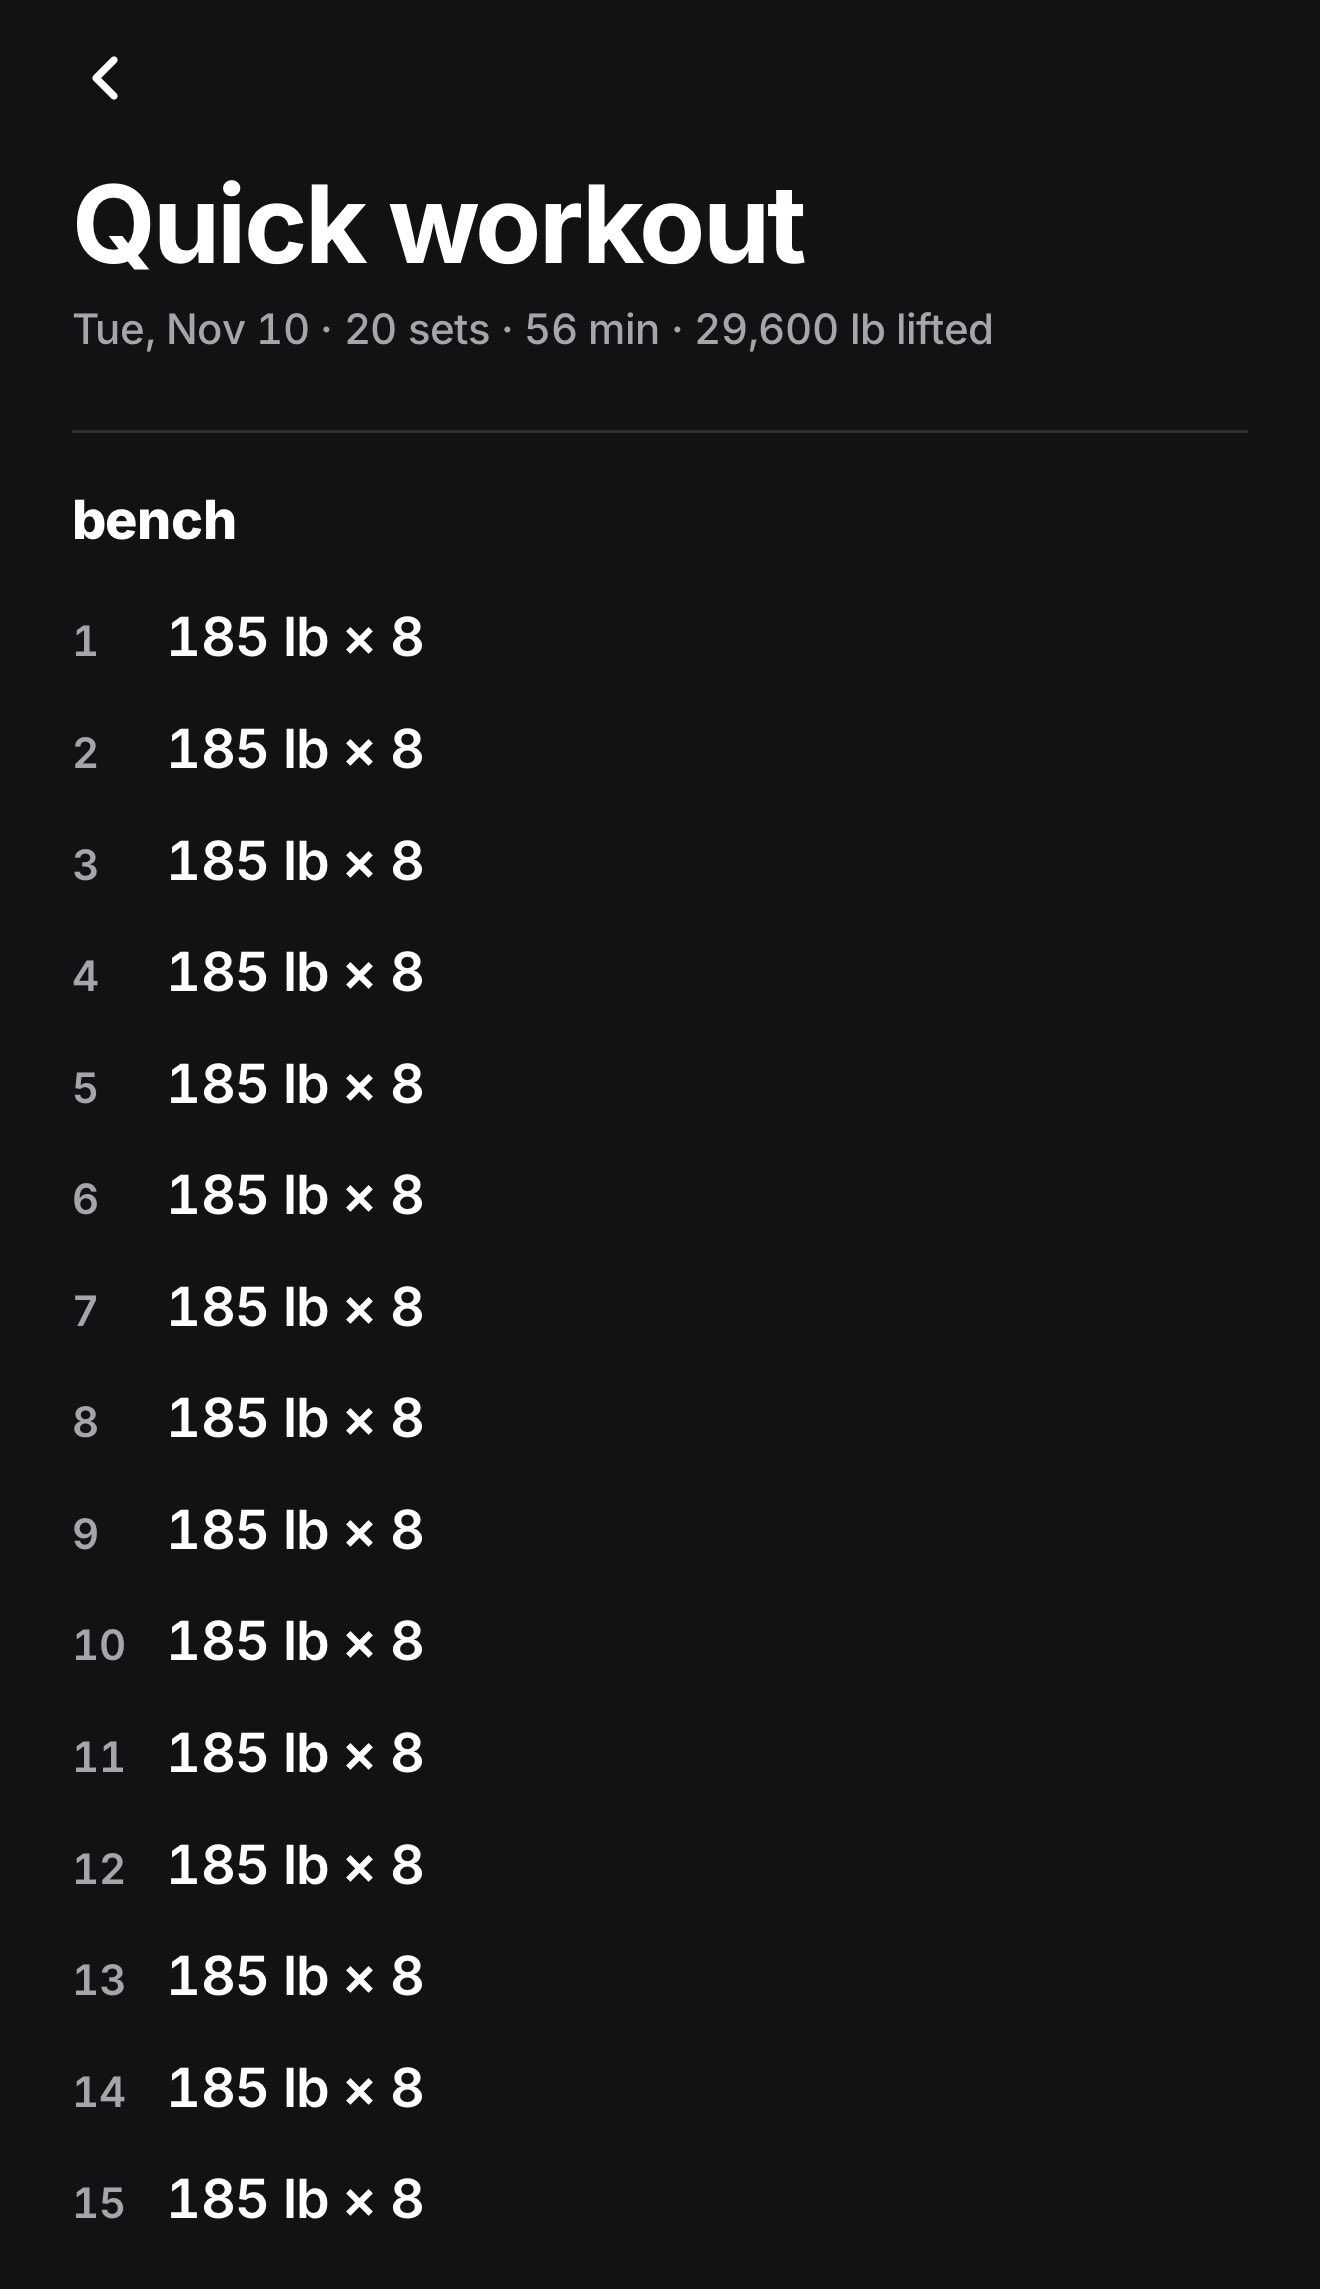 Quick workout
Tue, Nov 10 · 20 sets · 56 min · 29,600 lb lifted
bench
1 185 lb × 8
2 185 lb × 8
3 185 lb × 8
4 185 lb × 8
5 185 lb × 8
6 185 lb × 8
7 185 lb × 8
8 185 lb × 8
9 185 lb × 8
10 185 lb × 8
11 185 lb × 8
12 185 lb × 8
13 185 lb × 8
14 185 lb × 8
15 185 lb × 8